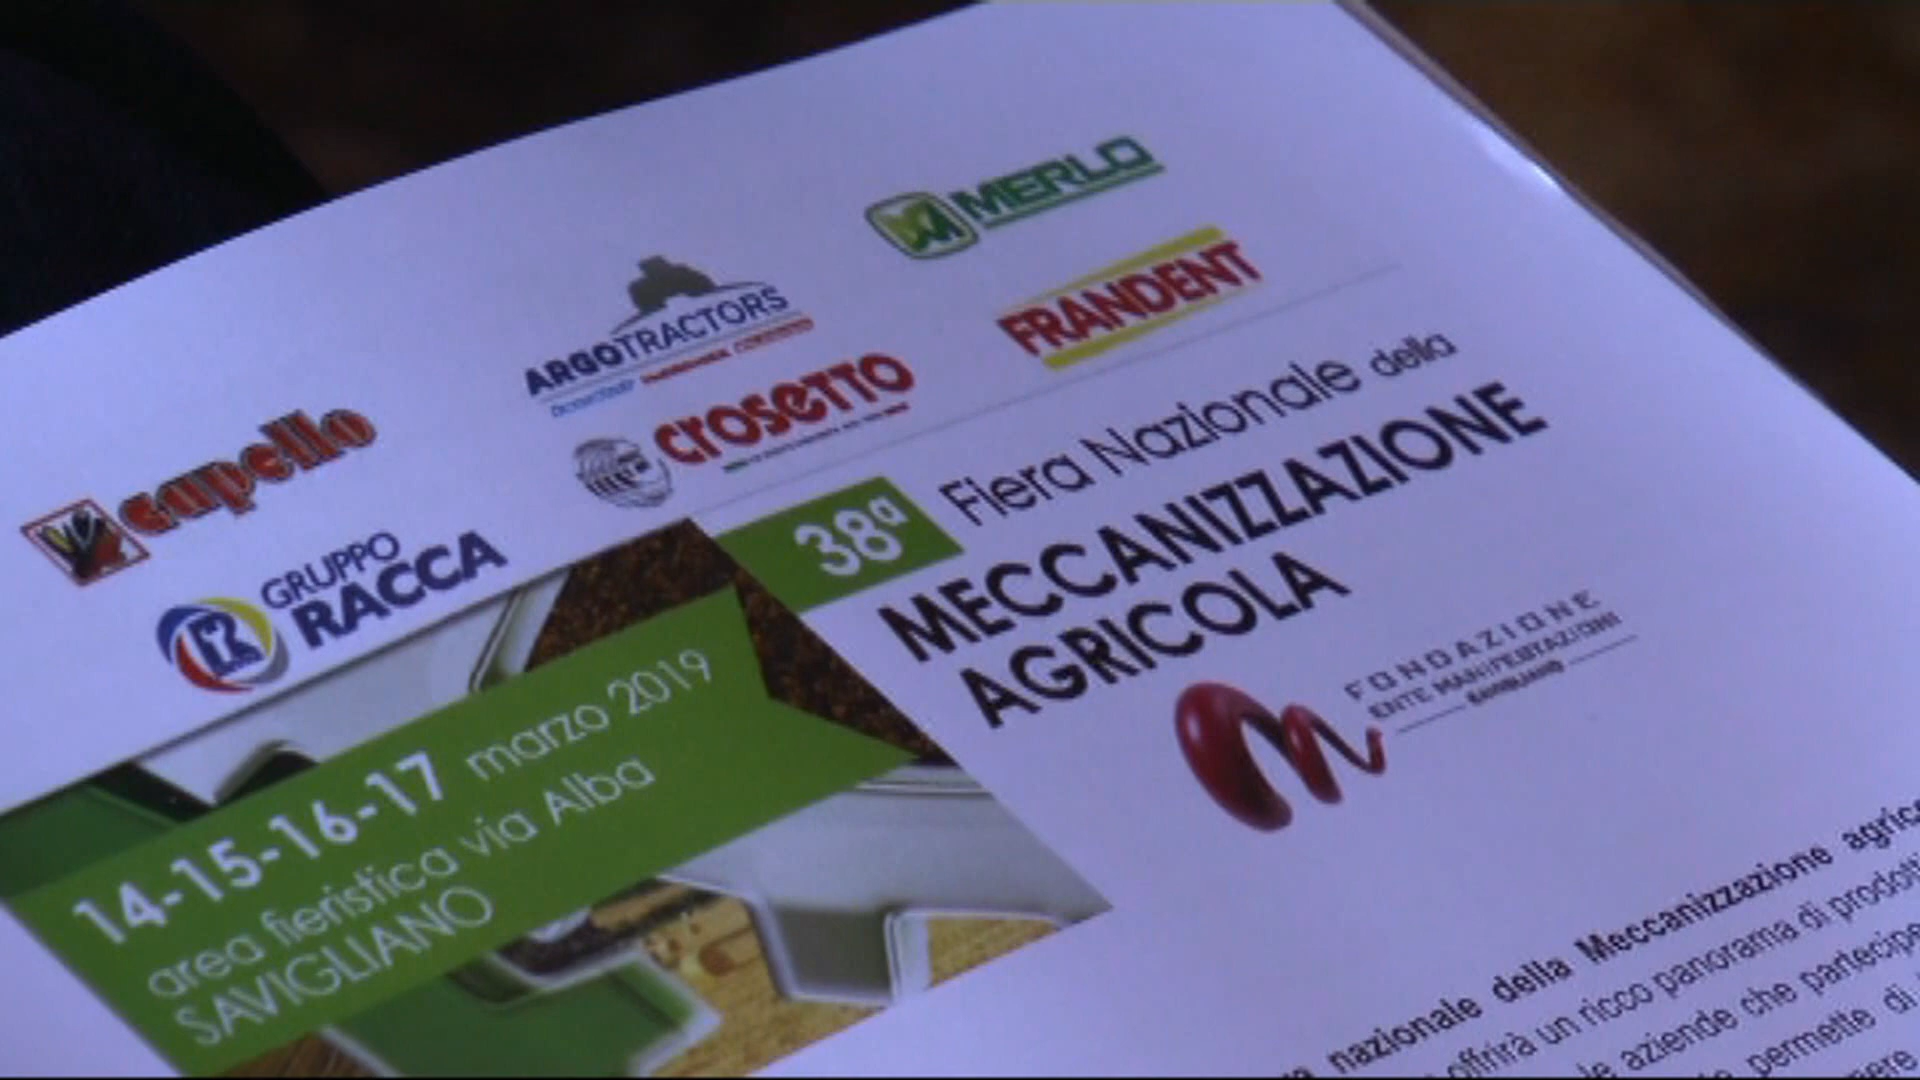 MERLO
ARGOTRACTORS
FRANDENT
capello
crosetto
GRUPPO
RACCA
38ª Fiera Nazionale della
MECCANIZZAZIONE
AGRICOLA
FONDAZIONE
ENTE MANIFESTAZIONI
14-15-16-17 marzo 2019
area fieristica via Alba
SAVIGLIANO
nazionale della Meccanizzazione
offrirà un ricco panorama di prodotti
le aziende che
permette di